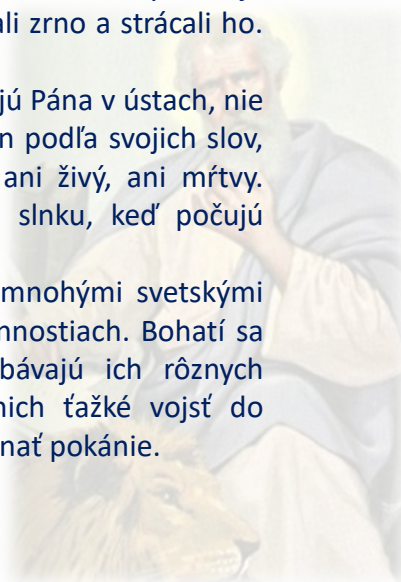 ali zrno a strácali ho.
jú Pána v ústach, nie
n podľa svojich slov,
ani živý, ani mŕtvy.
slnku, keď počujú
mnohými svetskými
nnostiach. Bohatí sa
bávajú ich rôznych
nich ťažké vojsť do
nať pokánie.